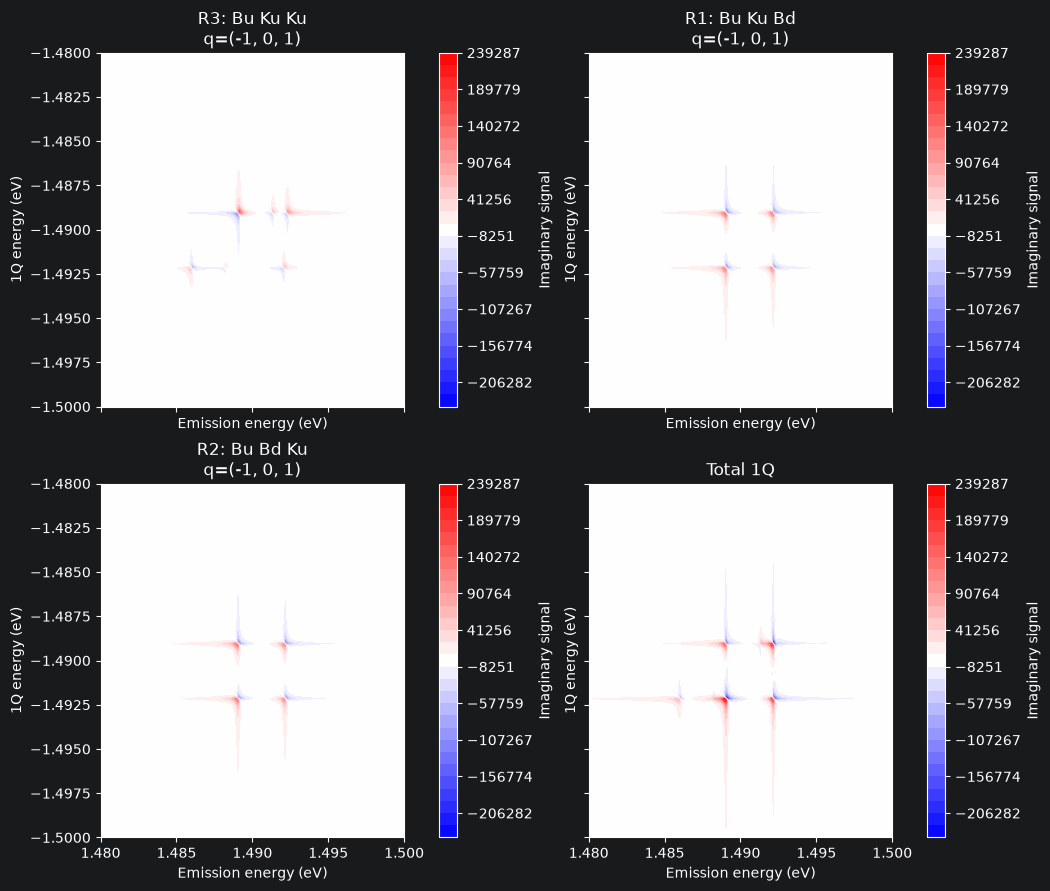 R3: Bu Ku Ku
q=(-1, 0, 1)
−1.4800
−1.4825
−1.4850
−1.4875
−1.4900
−1.4925
−1.4950
−1.4975
−1.5000
1Q energy (eV)
Emission energy (eV)
239287
189779
140272
90764
41256
−8251
−57759
−107267
−156774
−206282
Imaginary signal
R1: Bu Ku Bd
q=(-1, 0, 1)
1Q energy (eV)
Emission energy (eV)
239287
189779
140272
90764
41256
−8251
−57759
−107267
−156774
−206282
Imaginary signal
R2: Bu Bd Ku
q=(-1, 0, 1)
−1.4800
−1.4825
−1.4850
−1.4875
−1.4900
−1.4925
−1.4950
−1.4975
−1.5000
1Q energy (eV)
1.480 1.485 1.490 1.495 1.500
Emission energy (eV)
239287
189779
140272
90764
41256
−8251
−57759
−107267
−156774
−206282
Imaginary signal
Total 1Q
1Q energy (eV)
1.480 1.485 1.490 1.495 1.500
Emission energy (eV)
239287
189779
140272
90764
41256
−8251
−57759
−107267
−156774
−206282
Imaginary signal